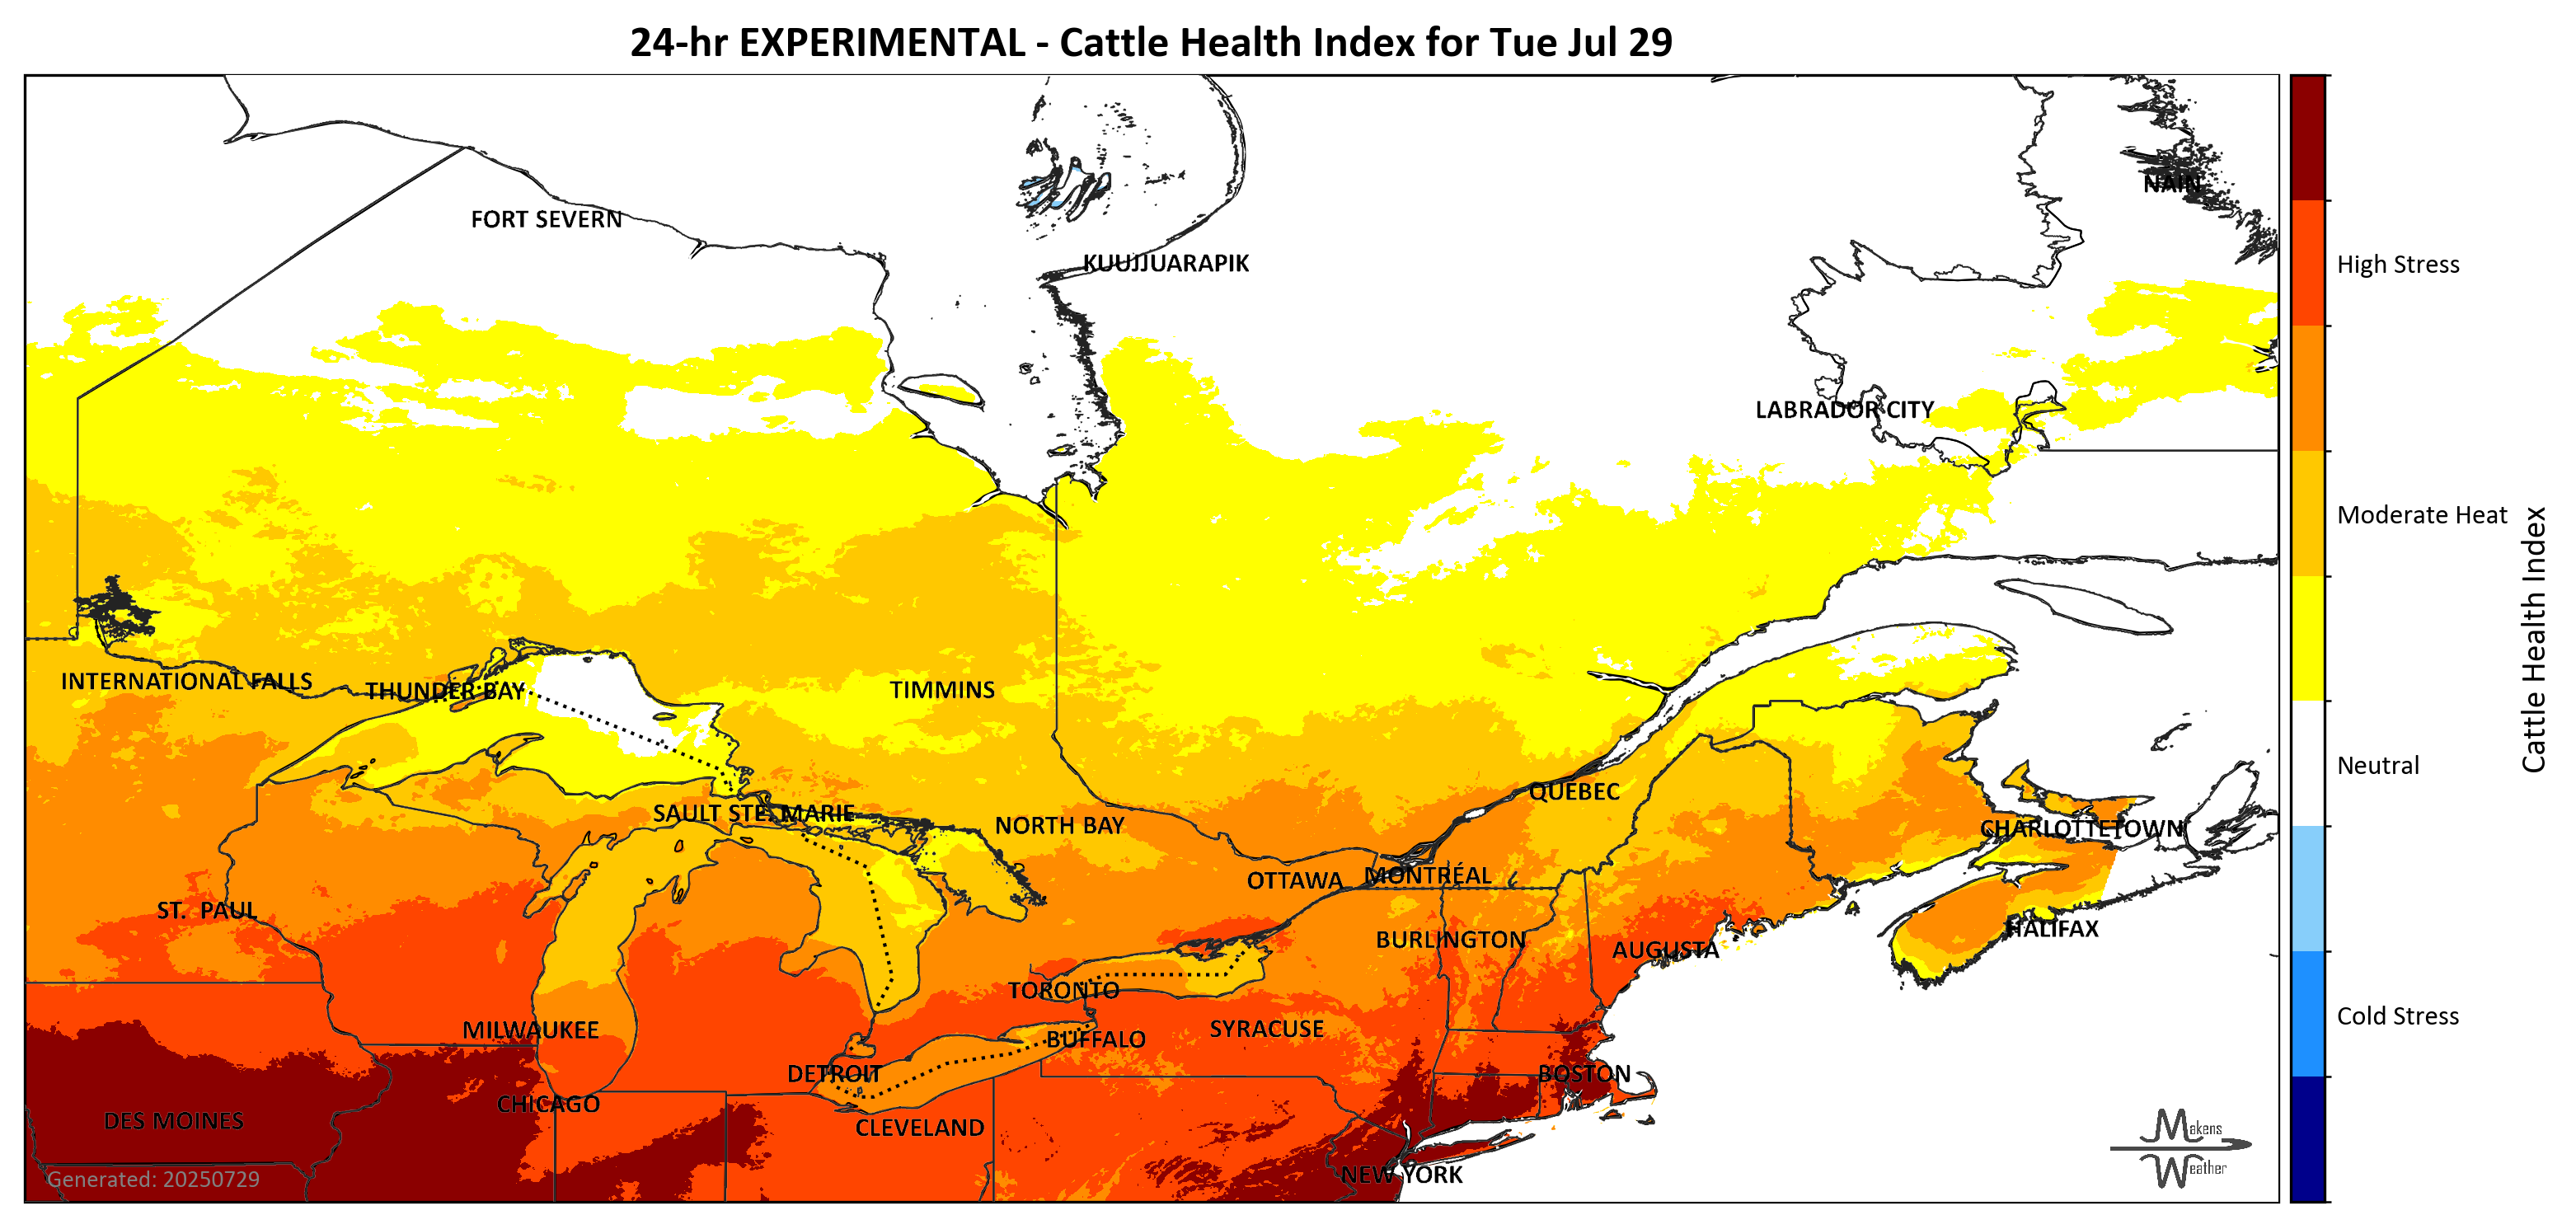 24-hr EXPERIMENTAL - Cattle Health Index for Tue Jul 29
NAIN
FORT SEVERN
KUUJJUARAPIK
High Stress
LABRADOR CITY
Moderate Heat
Cattle Health Index
INTERNATIONAL FALLS
THUNDER BAY
TIMMINS
Neutral
QUEBEC
SAULT STE. MARIE
NORTH BAY
CHARLOTTETOWN
OTTAWA
MONTRÉAL
ST. PAUL
HALIFAX
BURLINGTON
AUGUSTA
TORONTO
Cold Stress
MILWAUKEE
SYRACUSE
BUFFALO
DETROIT
BOSTON
CHICAGO
DES MOINES
CLEVELAND
Makens
Weather
NEW YORK
Generated: 20250729